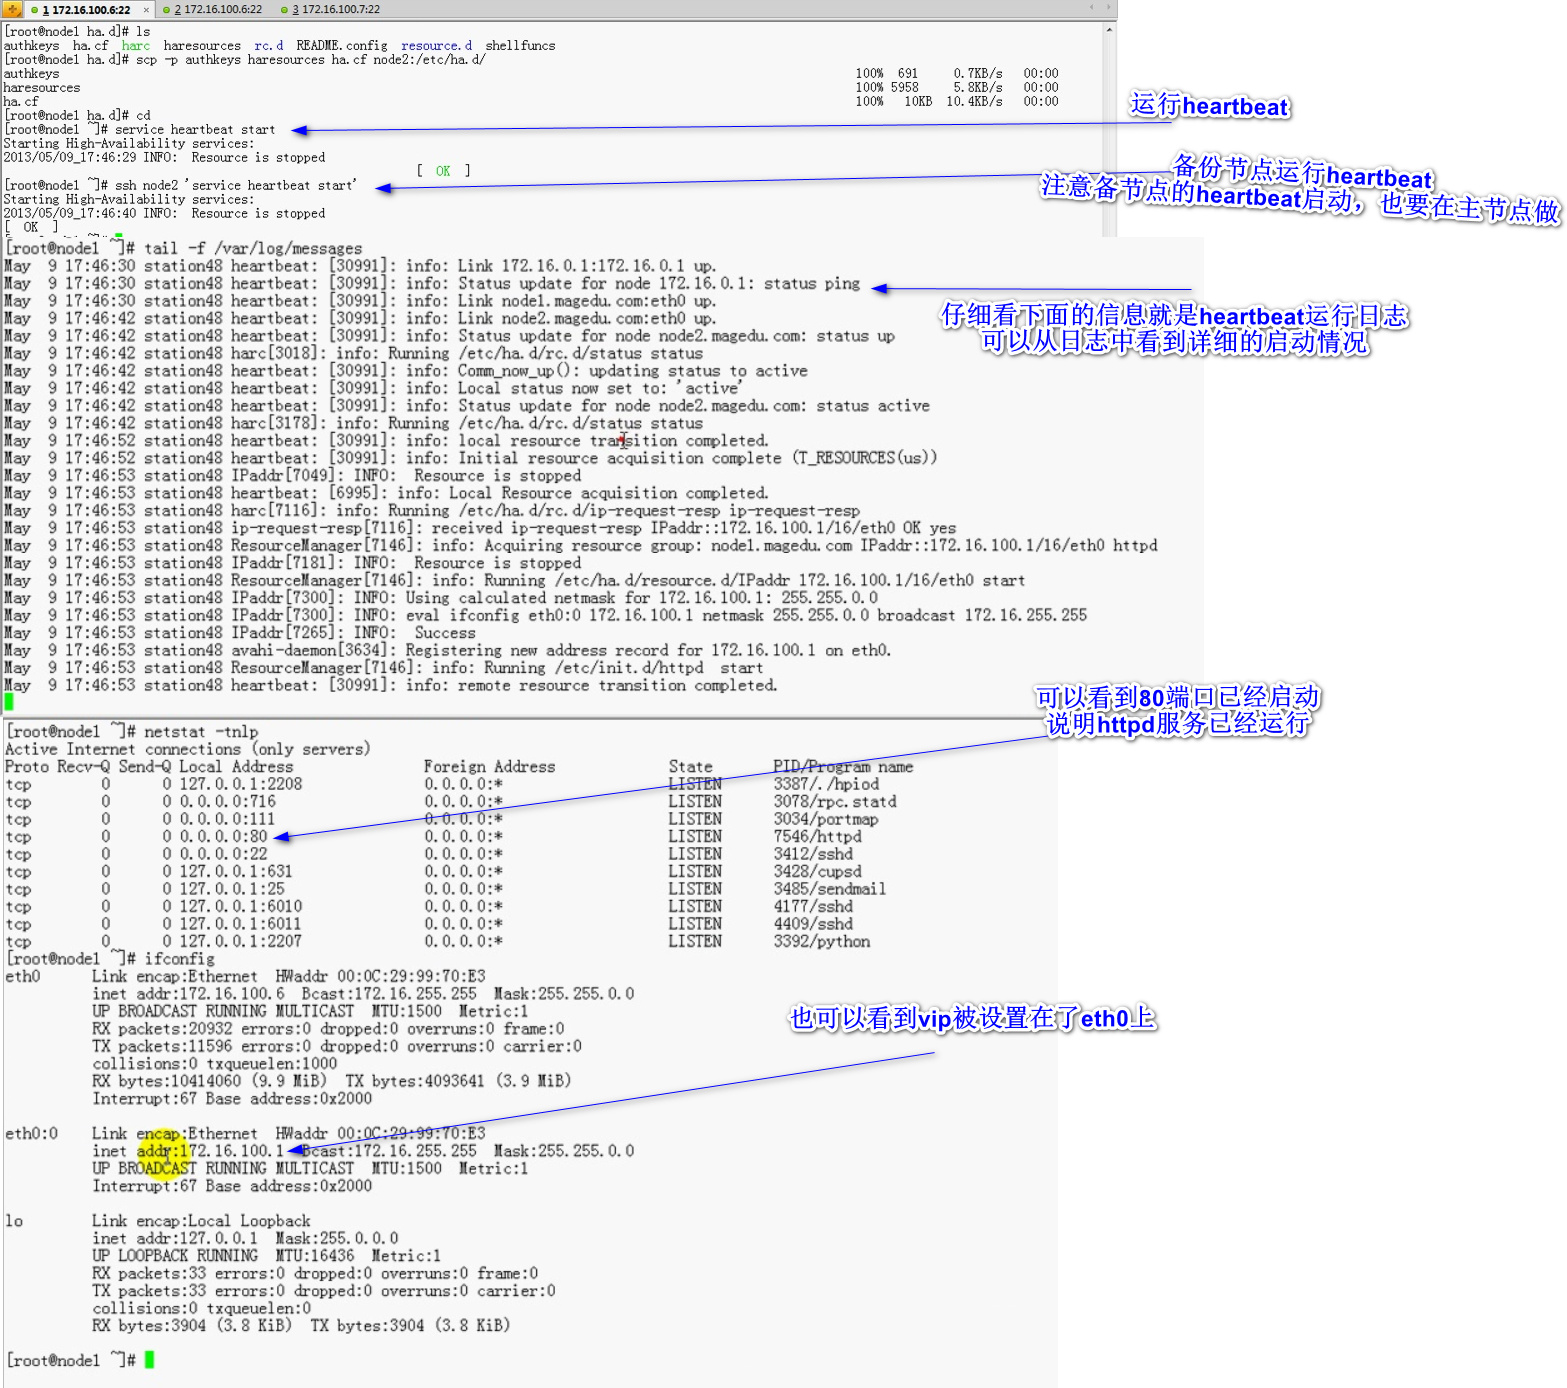 1 172.16.100.6:22 × 2 172.16.100.6:22 3 172.16.100.7:22
[root@node1 ha.d]# ls
authkeys ha.cf harc haresources rc.d README.config resource.d shellfuncs
[root@node1 ha.d]# scp -p authkeys haresources ha.cf node2:/etc/ha.d/
authkeys 100% 691 0.7KB/s 00:00
haresources 100% 5958 5.8KB/s 00:00
ha.cf 100% 10KB 10.4KB/s 00:00
[root@node1 ha.d]# cd
[root@node1 ~]# service heartbeat start
运行heartbeat
Starting High-Availability services:
2013/05/09_17:46:29 INFO: Resource is stopped
[ OK ]
[root@node1 ~]# ssh node2 'service heartbeat start'
备份节点运行heartbeat
注意备节点的heartbeat启动，也要在主节点做
Starting High-Availability services:
2013/05/09_17:46:40 INFO: Resource is stopped
[ OK ]
[root@node1 ~]# tail -f /var/log/messages
May 9 17:46:30 station48 heartbeat: [30991]: info: Link 172.16.0.1:172.16.0.1 up.
May 9 17:46:30 station48 heartbeat: [30991]: info: Status update for node 172.16.0.1: status ping
May 9 17:46:30 station48 heartbeat: [30991]: info: Link node1.magedu.com:eth0 up.
May 9 17:46:42 station48 heartbeat: [30991]: info: Link node2.magedu.com:eth0 up.
May 9 17:46:42 station48 heartbeat: [30991]: info: Status update for node node2.magedu.com: status up
May 9 17:46:42 station48 harc[3018]: info: Running /etc/ha.d/rc.d/status status
May 9 17:46:42 station48 heartbeat: [30991]: info: Comm_now_up(): updating status to active
May 9 17:46:42 station48 heartbeat: [30991]: info: Local status now set to: 'active'
May 9 17:46:42 station48 heartbeat: [30991]: info: Status update for node node2.magedu.com: status active
May 9 17:46:42 station48 harc[3178]: info: Running /etc/ha.d/rc.d/status status
May 9 17:46:52 station48 heartbeat: [30991]: info: local resource transition completed.
May 9 17:46:52 station48 heartbeat: [30991]: info: Initial resource acquisition complete (T_RESOURCES(us))
May 9 17:46:53 station48 IPaddr[7049]: INFO: Resource is stopped
May 9 17:46:53 station48 heartbeat: [6995]: info: Local Resource acquisition completed.
May 9 17:46:53 station48 harc[7116]: info: Running /etc/ha.d/rc.d/ip-request-resp ip-request-resp
May 9 17:46:53 station48 ip-request-resp[7116]: received ip-request-resp IPaddr::172.16.100.1/16/eth0 OK yes
May 9 17:46:53 station48 ResourceManager[7146]: info: Acquiring resource group: node1.magedu.com IPaddr::172.16.100.1/16/eth0 httpd
May 9 17:46:53 station48 IPaddr[7181]: INFO: Resource is stopped
May 9 17:46:53 station48 ResourceManager[7146]: info: Running /etc/ha.d/resource.d/IPaddr 172.16.100.1/16/eth0 start
May 9 17:46:53 station48 IPaddr[7300]: INFO: Using calculated netmask for 172.16.100.1: 255.255.0.0
May 9 17:46:53 station48 IPaddr[7300]: INFO: eval ifconfig eth0:0 172.16.100.1 netmask 255.255.0.0 broadcast 172.16.255.255
May 9 17:46:53 station48 IPaddr[7265]: INFO: Success
May 9 17:46:53 station48 avahi-daemon[3634]: Registering new address record for 172.16.100.1 on eth0.
May 9 17:46:53 station48 ResourceManager[7146]: info: Running /etc/init.d/httpd start
May 9 17:46:53 station48 heartbeat: [30991]: info: remote resource transition completed.
仔细看下面的信息就是heartbeat运行日志
可以从日志中看到详细的启动情况
可以看到80端口已经启动
说明httpd服务已经运行
[root@node1 ~]# netstat -tnlp
Active Internet connections (only servers)
Proto Recv-Q Send-Q Local Address Foreign Address State PID/Program name
tcp 0 0 127.0.0.1:2208 0.0.0.0:* LISTEN 3387/./hpiod
tcp 0 0 0.0.0.0:716 0.0.0.0:* LISTEN 3078/rpc.statd
tcp 0 0 0.0.0.0:111 0.0.0.0:* LISTEN 3034/portmap
tcp 0 0 0.0.0.0:80 0.0.0.0:* LISTEN 7546/httpd
tcp 0 0 0.0.0.0:22 0.0.0.0:* LISTEN 3412/sshd
tcp 0 0 127.0.0.1:631 0.0.0.0:* LISTEN 3428/cupsd
tcp 0 0 127.0.0.1:25 0.0.0.0:* LISTEN 3485/sendmail
tcp 0 0 127.0.0.1:6010 0.0.0.0:* LISTEN 4177/sshd
tcp 0 0 127.0.0.1:6011 0.0.0.0:* LISTEN 4409/sshd
tcp 0 0 127.0.0.1:2207 0.0.0.0:* LISTEN 3392/python
[root@node1 ~]# ifconfig
eth0 Link encap:Ethernet HWaddr 00:0C:29:99:70:E3
inet addr:172.16.100.6 Bcast:172.16.255.255 Mask:255.255.0.0
UP BROADCAST RUNNING MULTICAST MTU:1500 Metric:1
RX packets:20932 errors:0 dropped:0 overruns:0 frame:0
TX packets:11596 errors:0 dropped:0 overruns:0 carrier:0
collisions:0 txqueuelen:1000
RX bytes:10414060 (9.9 MiB) TX bytes:4093641 (3.9 MiB)
Interrupt:67 Base address:0x2000
也可以看到vip被设置在了eth0上
eth0:0 Link encap:Ethernet HWaddr 00:0C:29:99:70:E3
inet addr:172.16.100.1 Bcast:172.16.255.255 Mask:255.255.0.0
UP BROADCAST RUNNING MULTICAST MTU:1500 Metric:1
Interrupt:67 Base address:0x2000
lo Link encap:Local Loopback
inet addr:127.0.0.1 Mask:255.0.0.0
UP LOOPBACK RUNNING MTU:16436 Metric:1
RX packets:33 errors:0 dropped:0 overruns:0 frame:0
TX packets:33 errors:0 dropped:0 overruns:0 carrier:0
collisions:0 txqueuelen:0
RX bytes:3904 (3.8 KiB) TX bytes:3904 (3.8 KiB)
[root@node1 ~]#